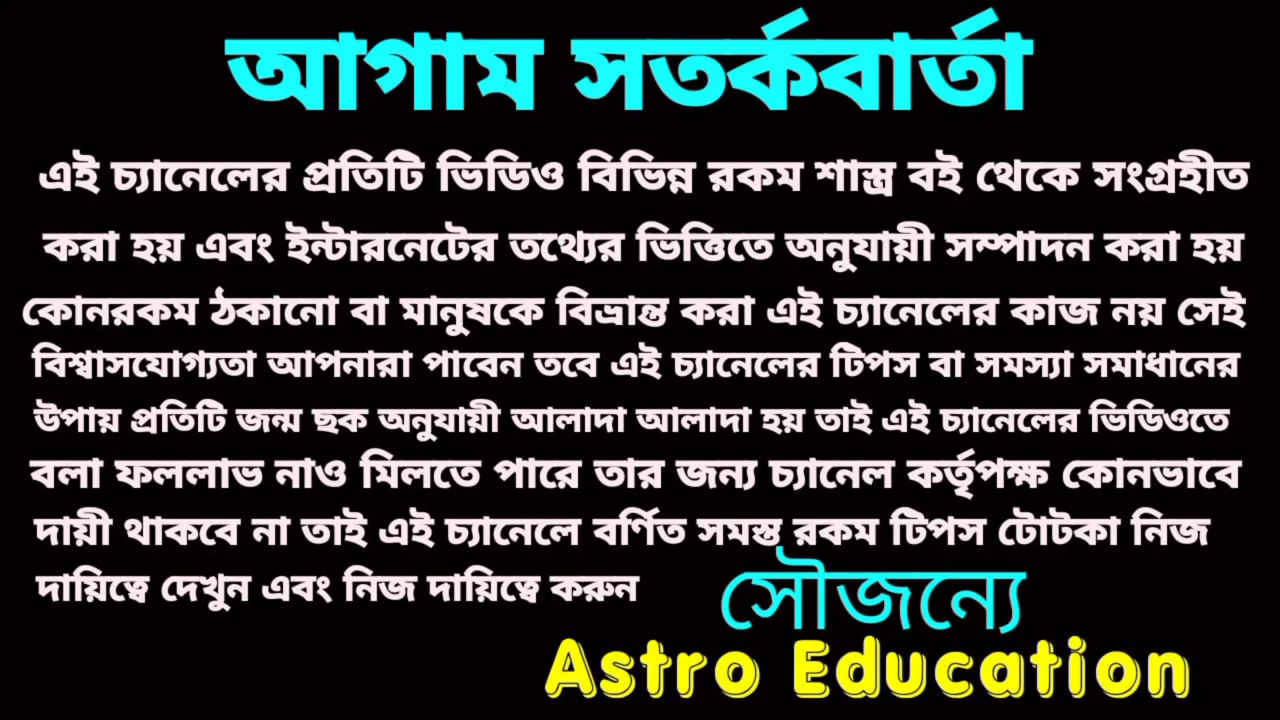 আগাম সতর্কবার্তা
এই চ্যানেলের প্রতিটি ভিডিও বিভিন্ন রকম শাস্ত্র বই থেকে সংগ্রহীত
করা হয় এবং ইন্টারনেটের তথ্যের ভিত্তিতে অনুযায়ী সম্পাদন করা হয়
কোনরকম ঠকানো বা মানুষকে বিভ্রান্ত করা এই চ্যানেলের কাজ নয় সেই
বিশ্বাসযোগ্যতা আপনারা পাবেন তবে এই চ্যানেলের টিপস বা সমস্যা সমাধানের
উপায় প্রতিটি জন্ম ছক অনুযায়ী আলাদা আলাদা হয় তাই এই চ্যানেলের ভিডিওতে
বলা ফললাভ নাও মিলতে পারে তার জন্য চ্যানেল কর্তৃপক্ষ কোনভাবে
দায়ী থাকবে না তাই এই চ্যানেলে বর্ণিত সমস্ত রকম টিপস টোটকা নিজ
দায়িত্বে দেখুন এবং নিজ দায়িত্বে করুন
সৌজন্যে
Astro Education